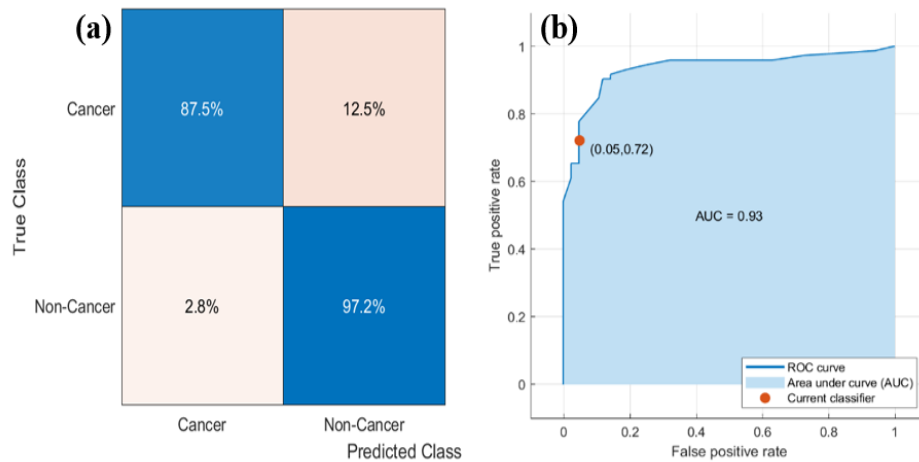 (a)
True Class
Cancer
87.5%
12.5%
Non-Cancer
2.8%
97.2%
Cancer
Non-Cancer
Predicted Class
(b)
True positive rate
1
0.8
0.6
0.4
0.2
0
(0.05,0.72)
AUC = 0.93
ROC curve
Area under curve (AUC)
Current classifier
0
0.2
0.4
0.6
0.8
1
False positive rate